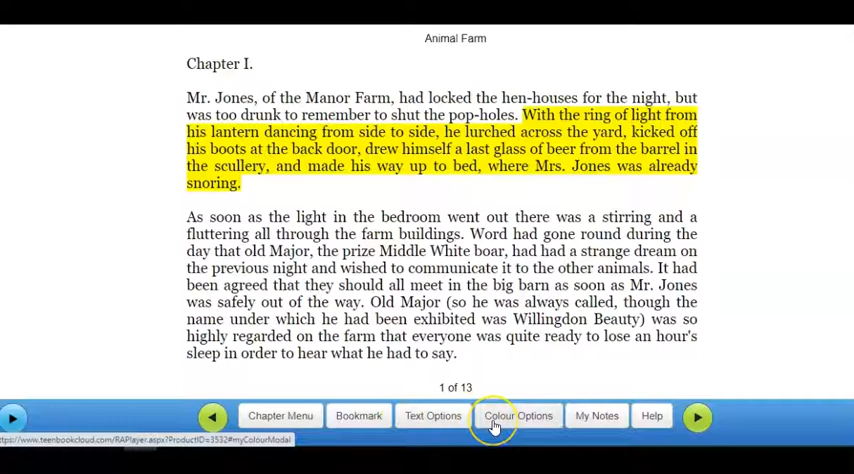 Animal Farm
Chapter I.
Mr. Jones, of the Manor Farm, had locked the hen-houses for the night, but
was too drunk to remember to shut the pop-holes. With the ring of light from
his lantern dancing from side to side, he lurched across the yard, kicked off
his boots at the back door, drew himself a last glass of beer from the barrel in
the scullery, and made his way up to bed, where Mrs. Jones was already
snoring.
As soon as the light in the bedroom went out there was a stirring and a
fluttering all through the farm buildings. Word had gone round during the
day that old Major, the prize Middle White boar, had had a strange dream on
the previous night and wished to communicate it to the other animals. It had
been agreed that they should all meet in the big barn as soon as Mr. Jones
was safely out of the way. Old Major (so he was always called, though the
name under which he had been exhibited was Willingdon Beauty) was so
highly regarded on the farm that everyone was quite ready to lose an hour's
sleep in order to hear what he had to say.
1 of 13
Chapter Menu Bookmark Text Options Colour Options My Notes Help
ttps://www.teenbookcloud.com/RAPlayer.aspx?ProductID=3532#myColourModal